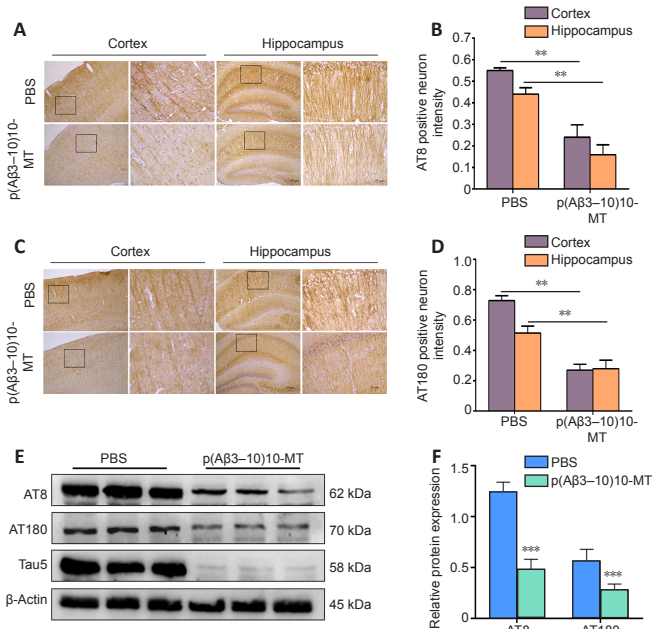 A
Cortex
Hippocampus
PBS
p(Aβ3–10)10-
MT
B
Cortex
Hippocampus
AT8 positive neuron
intensity
0.6
0.5
0.4
0.3
0.2
0.1
0
**
**
PBS
p(Aβ3–10)10-
MT
C
Cortex
Hippocampus
PBS
p(Aβ3–10)10-
MT
D
Cortex
Hippocampus
AT180 positive neuron
intensity
1.0
0.8
0.6
0.4
0.2
0
**
**
PBS
p(Aβ3–10)10-
MT
E
PBS
p(Aβ3–10)10-MT
AT8
62 kDa
AT180
70 kDa
Tau5
58 kDa
β-Actin
45 kDa
F
PBS
p(Aβ3–10)10-MT
Relative protein expression
1.5
1.0
0.5
0
***
***
AT8
AT180